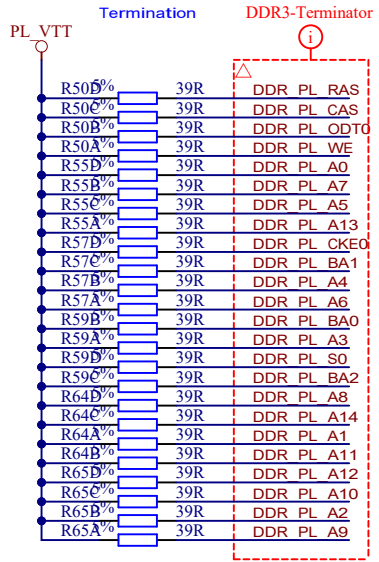 Termination DDR3-Terminator
PL_VTT
i
R50D 5% 39R DDR_PL_RAS
R50C 5% 39R DDR_PL_CAS
R50B 5% 39R DDR_PL_ODT0
R50A 5% 39R DDR_PL_WE
R55D 5% 39R DDR_PL_A0
R55B 5% 39R DDR_PL_A7
R55C 5% 39R DDR_PL_A5
R55A 5% 39R DDR_PL_A13
R57D 5% 39R DDR_PL_CKE0
R57C 5% 39R DDR_PL_BA1
R57B 5% 39R DDR_PL_A4
R57A 5% 39R DDR_PL_A6
R59B 5% 39R DDR_PL_BA0
R59A 5% 39R DDR_PL_A3
R59D 5% 39R DDR_PL_S0
R59C 5% 39R DDR_PL_BA2
R64D 5% 39R DDR_PL_A8
R64C 5% 39R DDR_PL_A14
R64A 5% 39R DDR_PL_A1
R64B 5% 39R DDR_PL_A11
R65D 5% 39R DDR_PL_A12
R65C 5% 39R DDR_PL_A10
R65B 5% 39R DDR_PL_A2
R65A 5% 39R DDR_PL_A9